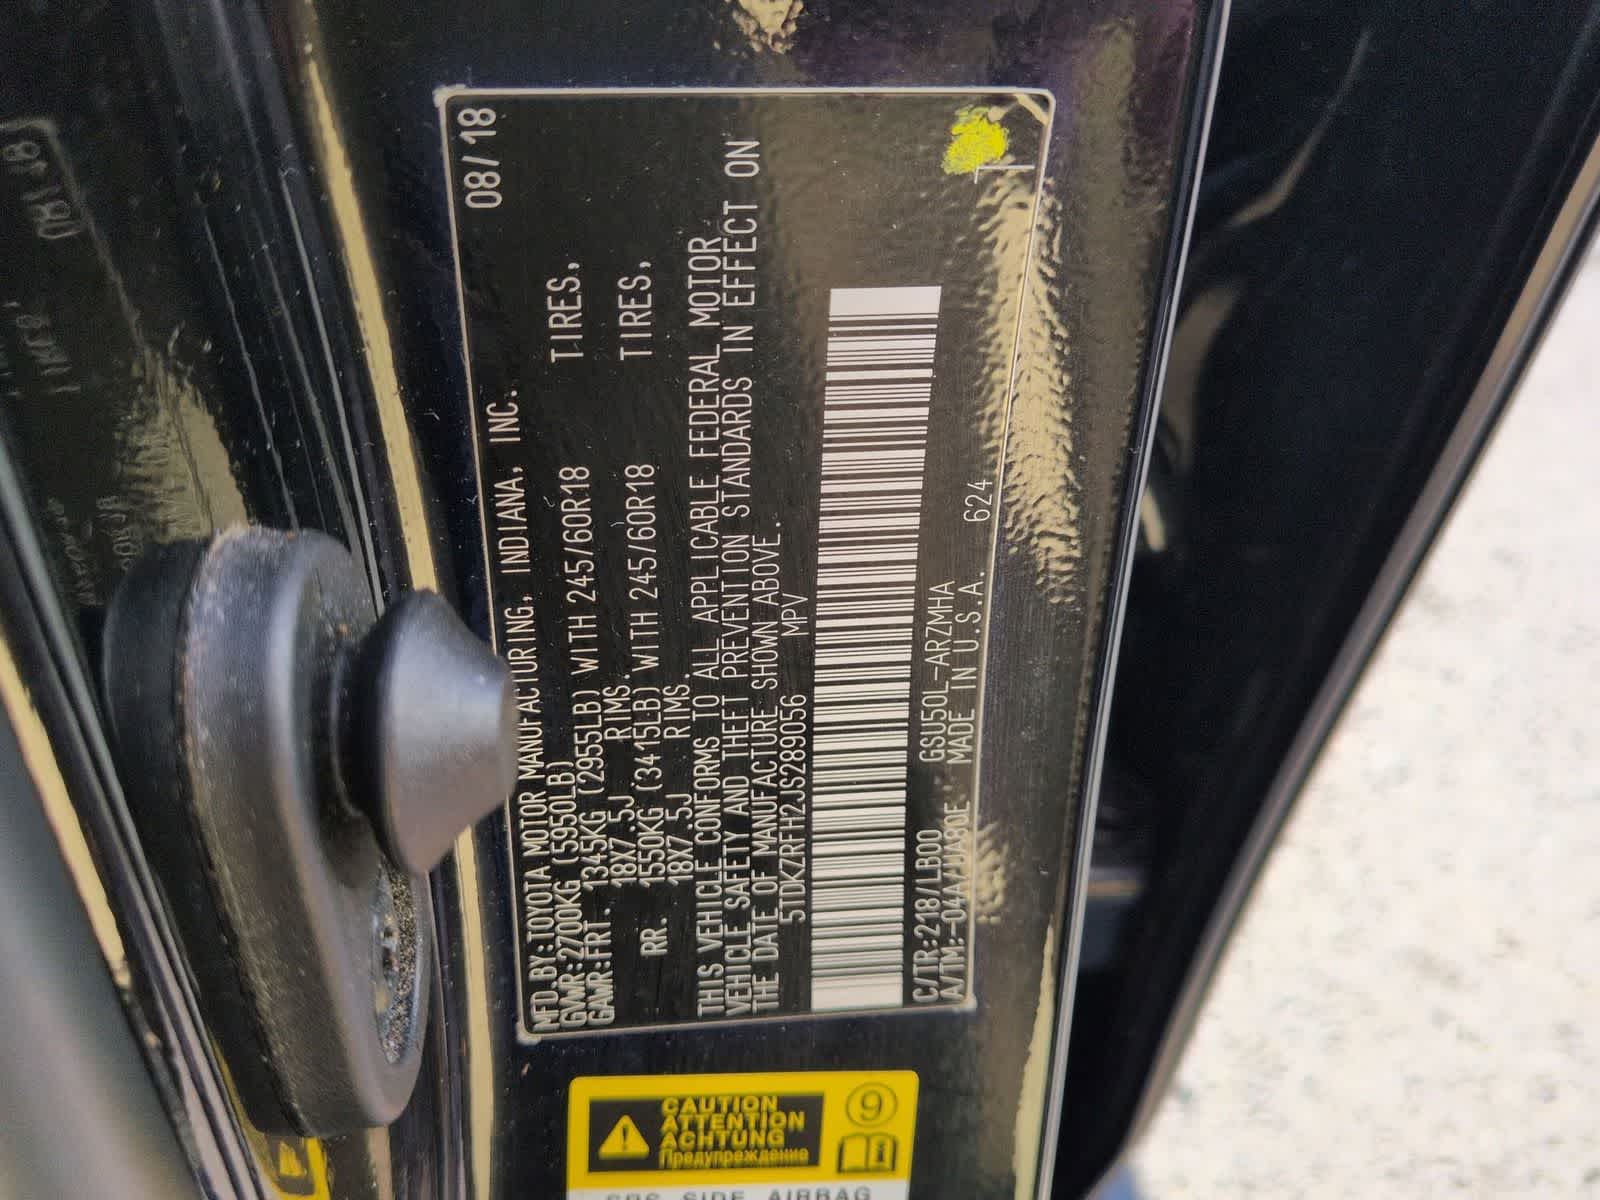 MFD.BY:TOYOTA MOTOR MANUFACTURING, INDIANA, INC. 08/18
GVWR:2700KG (5950LB)
GAWR:FRT. 1345KG (2955LB) WITH 245/60R18 TIRES,
18X7.5J RIMS.
RR. 1550KG (3415LB) WITH 245/60R18 TIRES,
18X7.5J RIMS
THIS VEHICLE CONFORMS TO ALL APPLICABLE FEDERAL MOTOR
VEHICLE SAFETY AND THEFT PREVENTION STANDARDS IN EFFECT ON
THE DATE OF MANUFACTURE SHOWN ABOVE.
5TDKZRFH2JS289056 MPV
C/TR:218/LB00 GSU50L-ARZMHA
A/TM:-04A/UA80E MADE IN U.S.A. 624
CAUTION
ATTENTION
ACHTUNG
Предупреждение
9
i
SRS SIDE AIRBAG